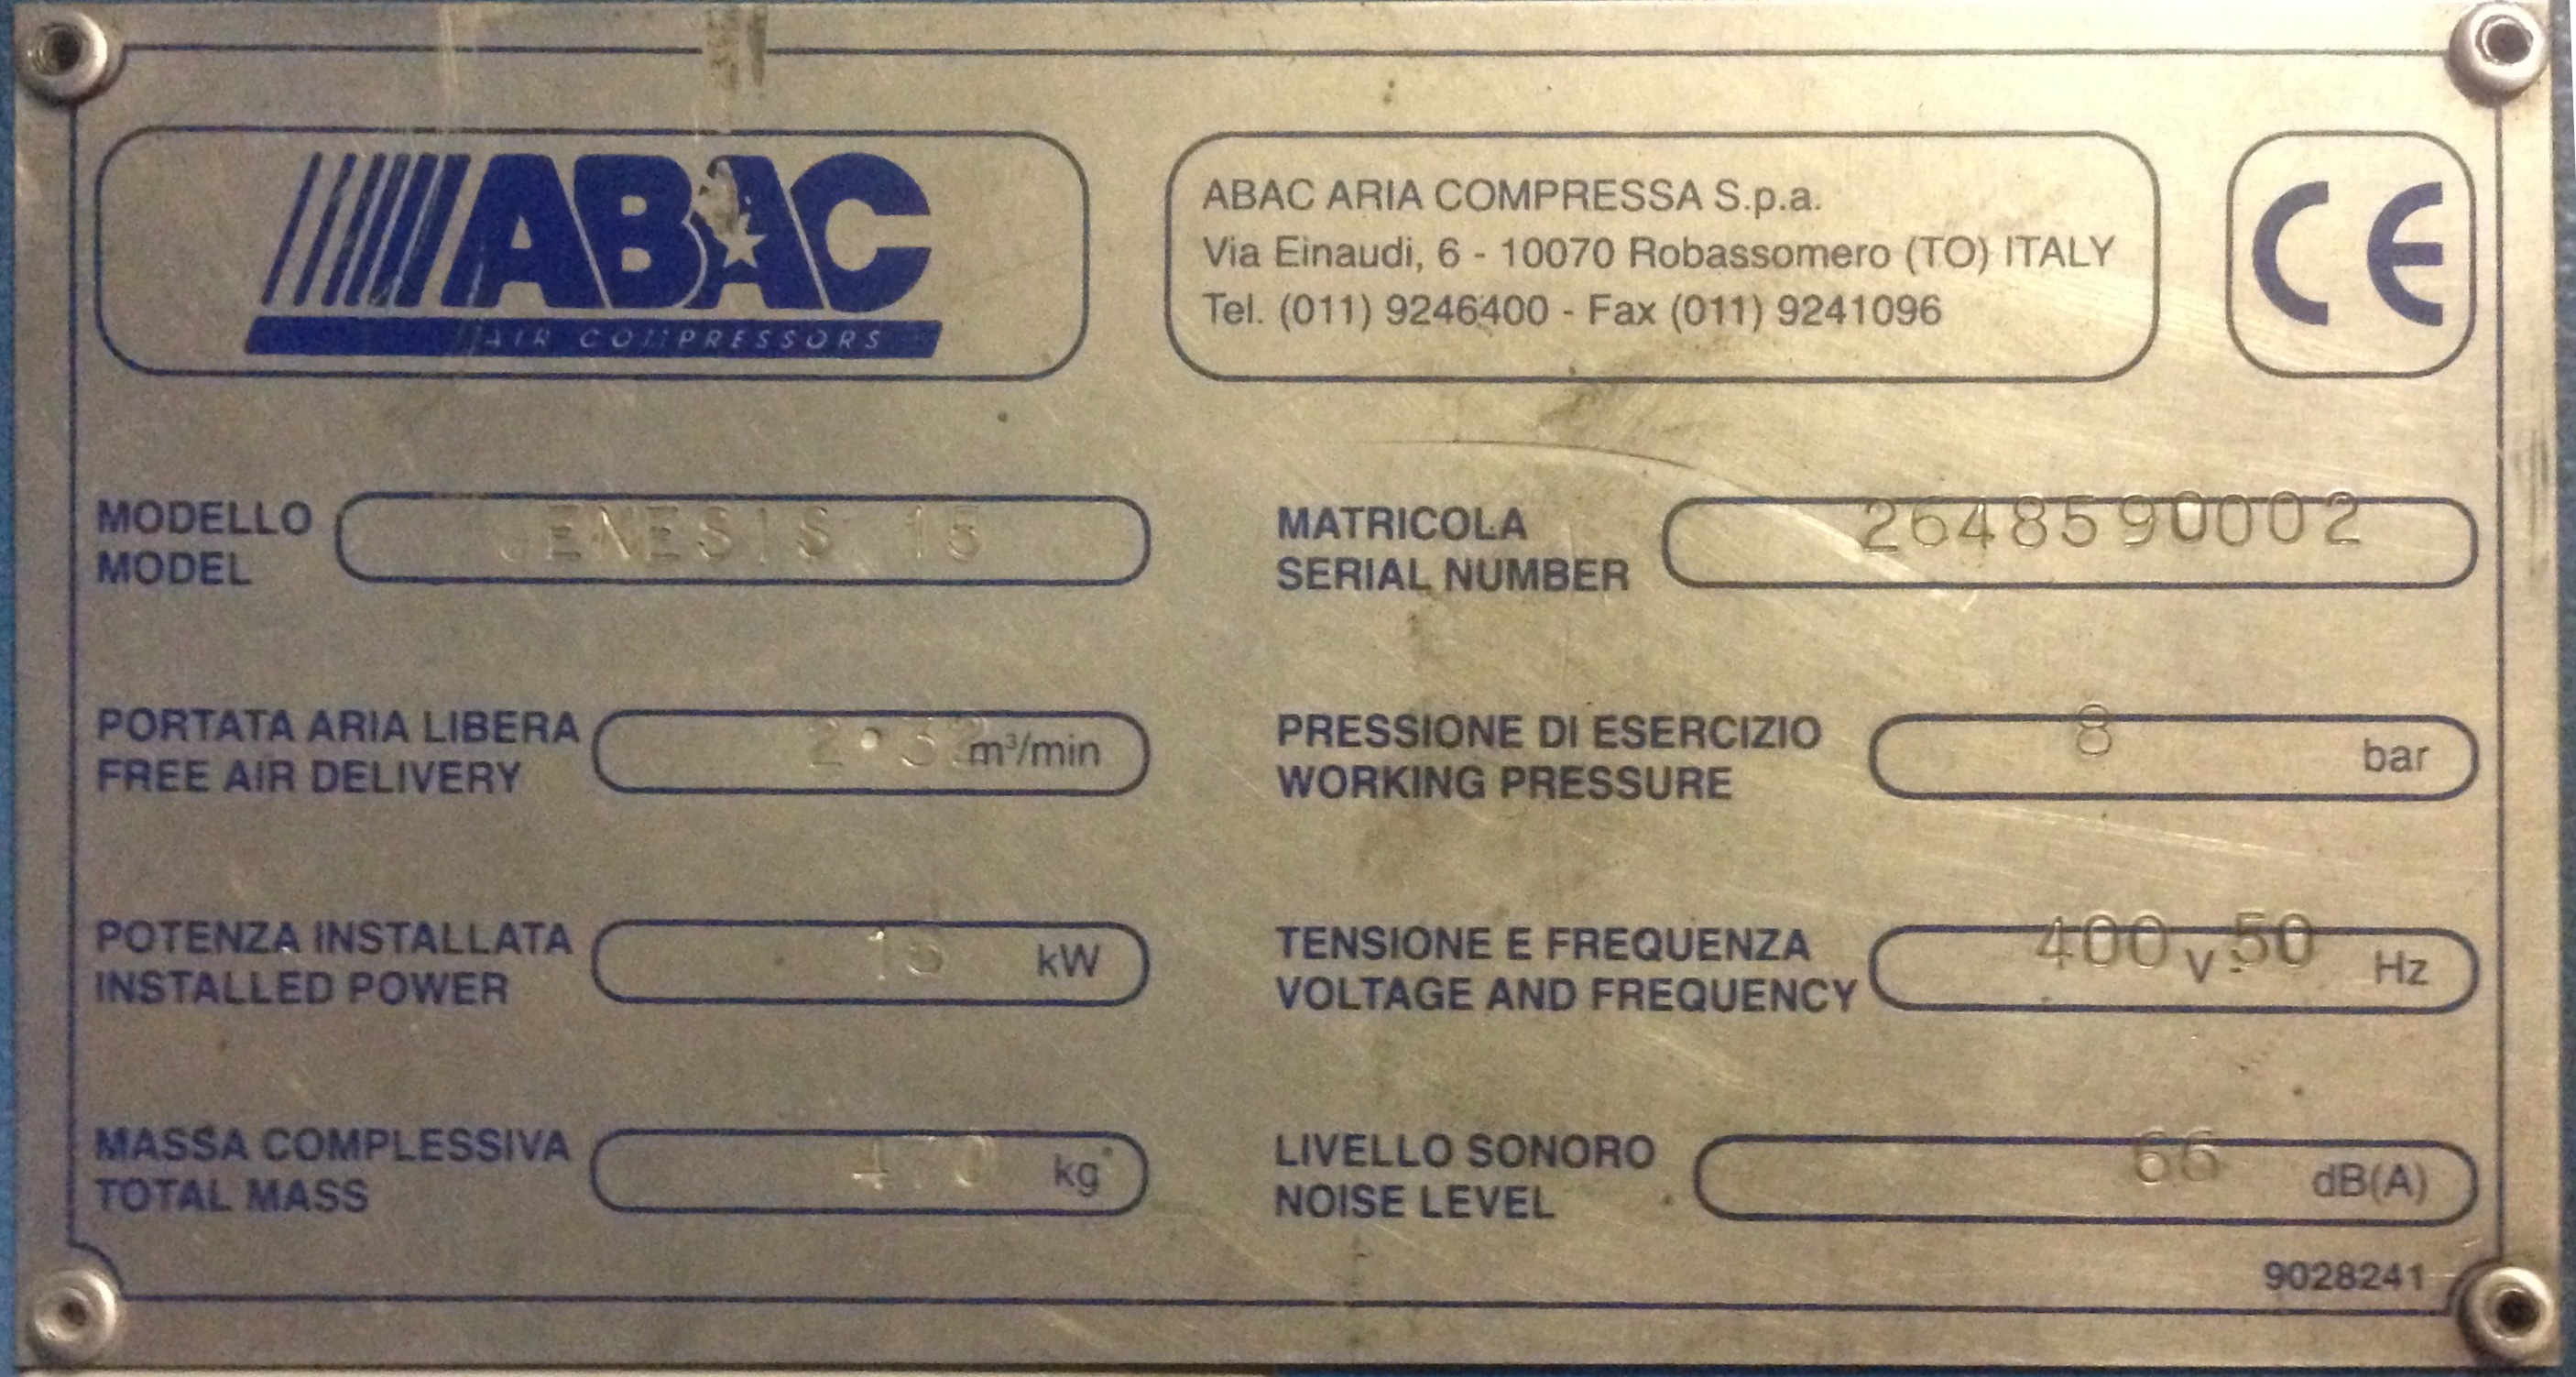 ABAC
AIR COMPRESSORS
ABAC ARIA COMPRESSA S.p.a.
Via Einaudi, 6 - 10070 Robassomero (TO) ITALY
Tel. (011) 9246400 - Fax (011) 9241096
CE
MODELLO
MODEL
GENESIS 15
MATRICOLA
SERIAL NUMBER
2648590002
PORTATA ARIA LIBERA
FREE AIR DELIVERY
2.32 m³/min
PRESSIONE DI ESERCIZIO
WORKING PRESSURE
8 bar
POTENZA INSTALLATA
INSTALLED POWER
15 kW
TENSIONE E FREQUENZA
VOLTAGE AND FREQUENCY
400 V - 50 Hz
MASSA COMPLESSIVA
TOTAL MASS
kg
LIVELLO SONORO
NOISE LEVEL
66 dB(A)
9028241